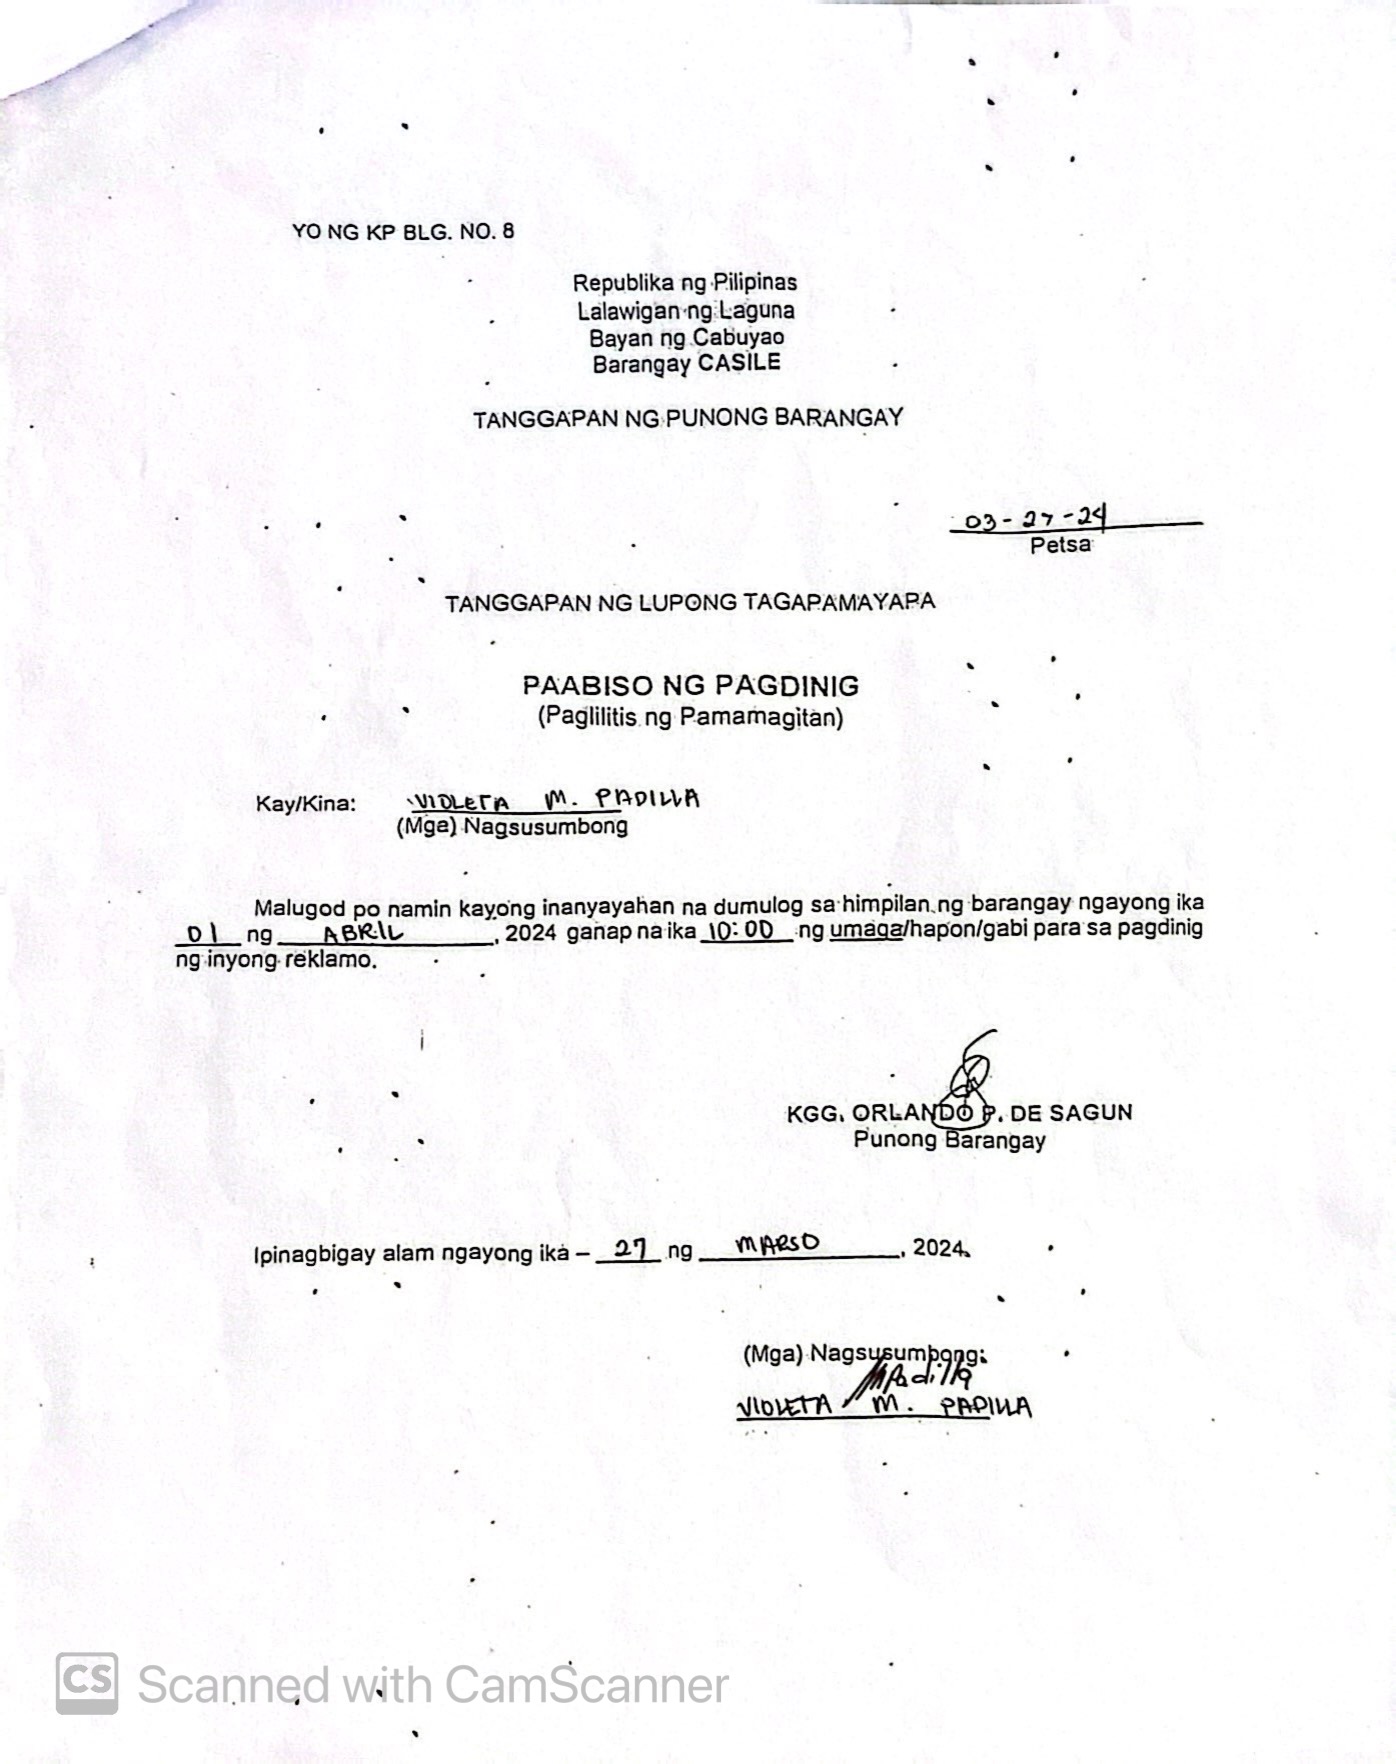 YO NG KP BLG. NO. 8
Republika ng Pilipinas
Lalawigan ng Laguna
Bayan ng Cabuyao
Barangay CASILE
TANGGAPAN NG PUNONG BARANGAY
03-27-24
Petsa
TANGGAPAN NG LUPONG TAGAPAMAYAPA
PAABISO NG PAGDINIG
(Paglilitis ng Pamamagitan)
Kay/Kina: VIOLETA M. PADILLA
(Mga) Nagsusumbong
Malugod po namin kayong inanyayahan na dumulog sa himpilan ng barangay ngayong ika
01 ng ABRIL, 2024 ganap na ika 10:00 ng umaga/hapon/gabi para sa pagdinig
ng inyong reklamo.
KGG. ORLANDO P. DE SAGUN
Punong Barangay
Ipinagbigay alam ngayong ika – 27 ng MARSO, 2024.
(Mga) Nagsusumbong:
MPadilla
VIOLETA M. PADILLA
CS Scanned with CamScanner